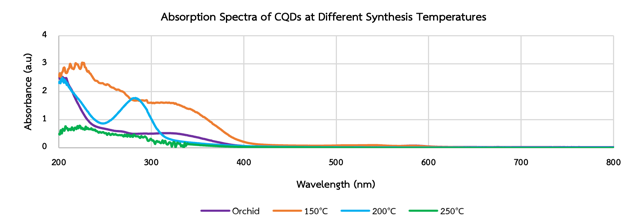 Absorption Spectra of CQDs at Different Synthesis Temperatures
Absorbance (a.u)
4
3
2
1
0
200 300 400 500 600 700 800
Wavelength (nm)
Orchid 150°C 200°C 250°C